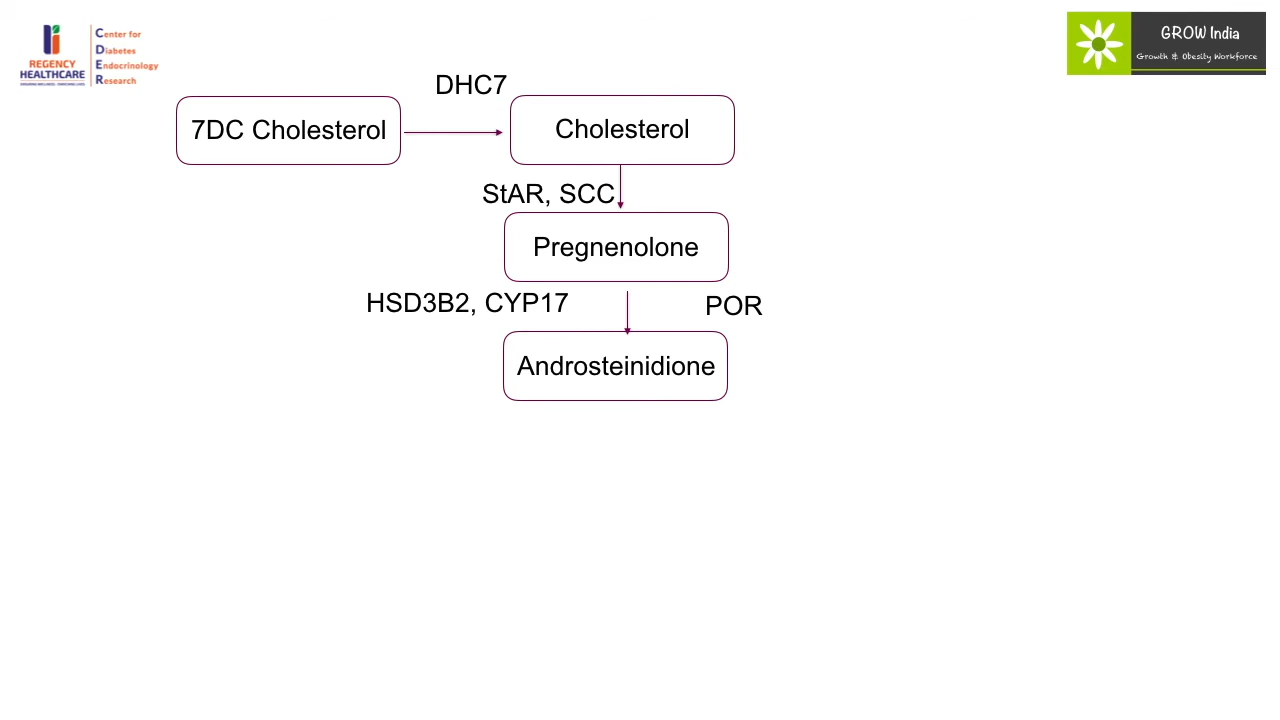 REGENCY
HEALTHCARE
Center for
Diabetes
Endocrinology
Research
GROW India
Growth & Obesity Workforce
DHC7
7DC Cholesterol
Cholesterol
StAR, SCC
Pregnenolone
HSD3B2, CYP17
POR
Androsteinidione